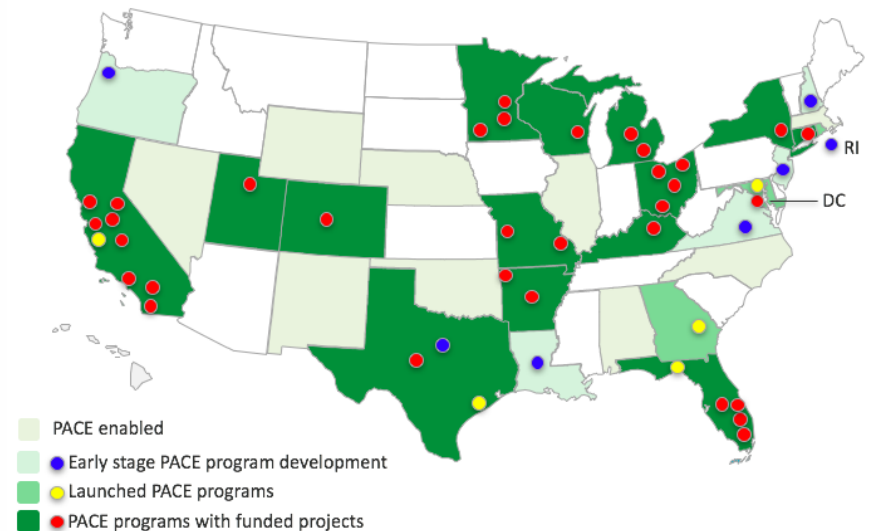 RI
DC
PACE enabled
Early stage PACE program development
Launched PACE programs
PACE programs with funded projects